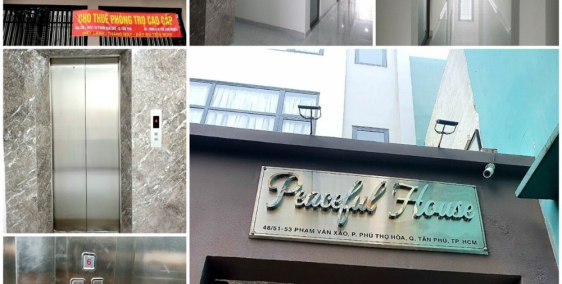 CHO THUÊ PHÒNG TRỌ CAO CẤP
Peaceful House
48/51-53 PHẠM VĂN XẢO, P. PHÚ THỌ HÒA, Q. TÂN PHÚ, TP. HCM
6